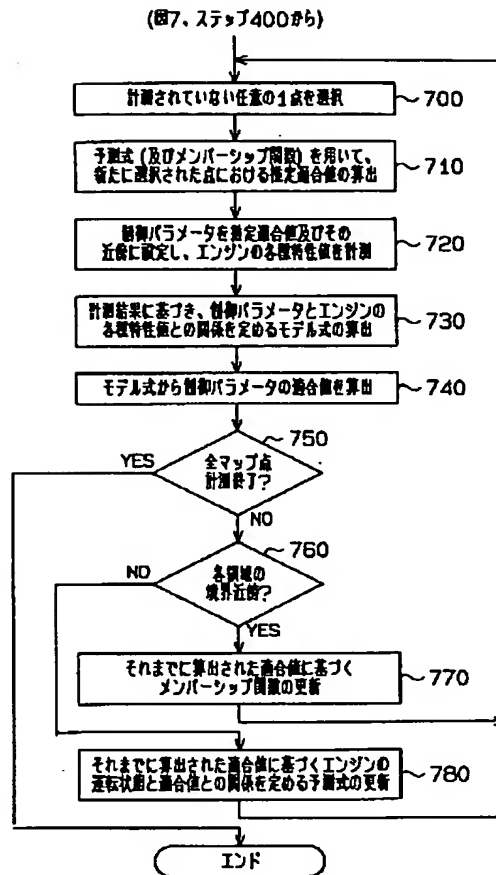 (図7、ステップ400から)
計測されていない任意の1点を選択
700
予測式(及びメンバーシップ関数)を用いて、
新たに選択された点における推定適合値の算出
710
制御パラメータを推定適合値及びその
近傍に設定し、エンジンの各種特性値を計測
720
計測結果に基づき、制御パラメータとエンジンの
各種特性値との関係を定めるモデル式の算出
730
モデル式から制御パラメータの適合値を算出
740
750
YES
全マップ点
計測終了?
NO
760
NO
各領域の
境界近傍?
YES
それまでに算出された適合値に基づく
メンバーシップ関数の更新
770
それまでに算出された適合値に基づくエンジンの
運転状態と適合値との関係を定める予測式の更新
780
エンド